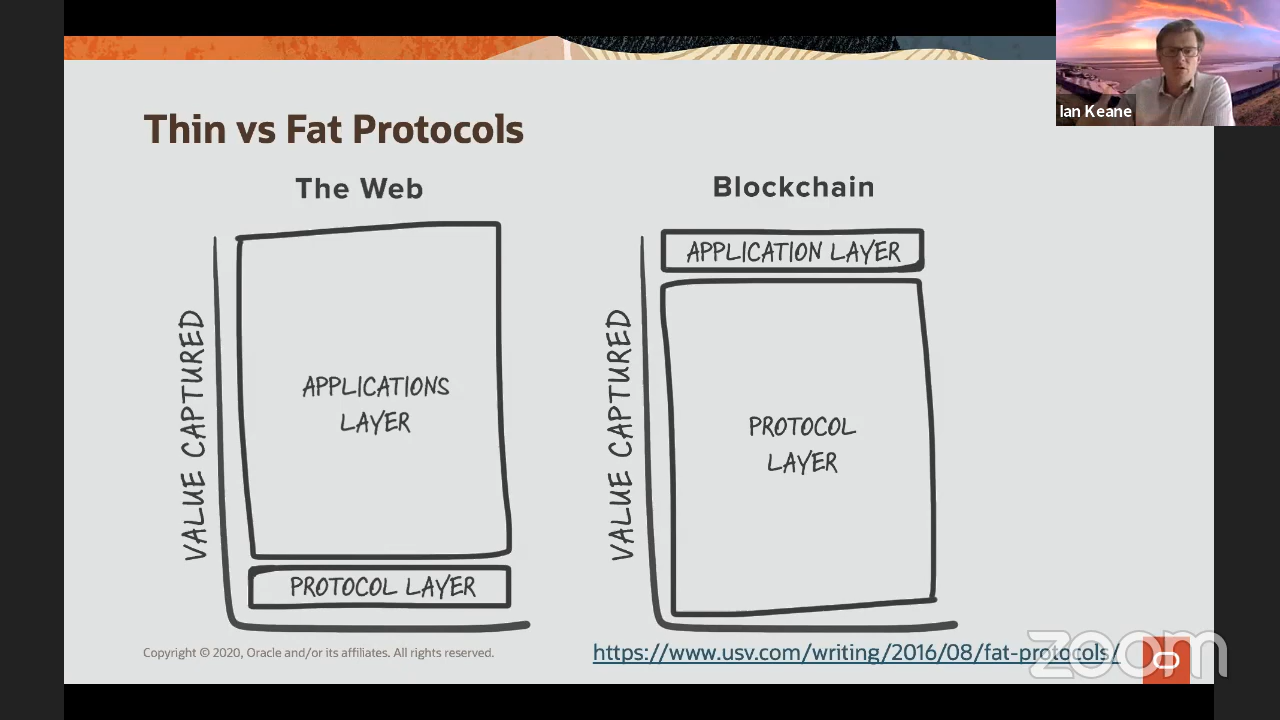 Thin vs Fat Protocols
Ian Keane
The Web
VALUE CAPTURED
APPLICATIONS
LAYER
PROTOCOL LAYER
Blockchain
VALUE CAPTURED
APPLICATION LAYER
PROTOCOL
LAYER
Copyright © 2020, Oracle and/or its affiliates. All rights reserved.
https://www.usv.com/writing/2016/08/fat-protocols/
zoom